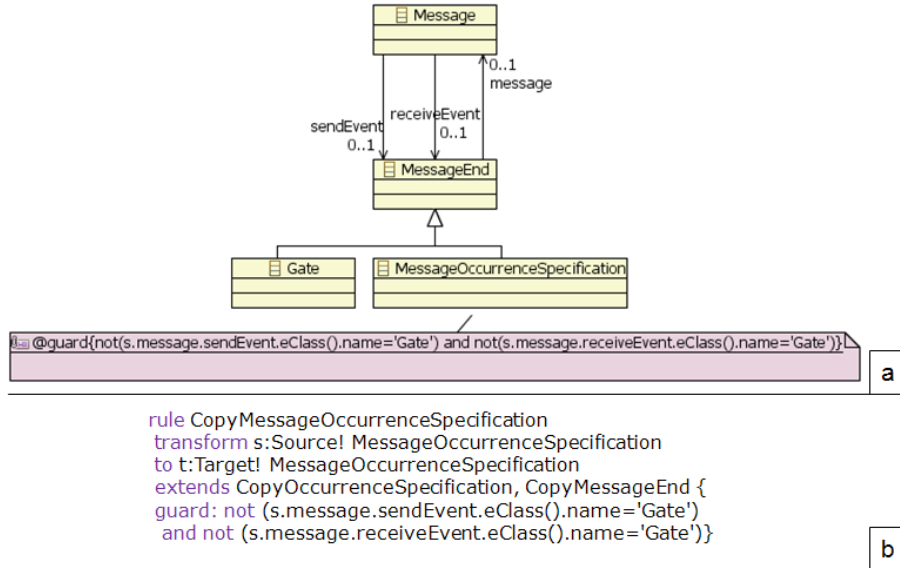 Message
0..1
message
receiveEvent
sendEvent
0..1
0..1
MessageEnd
Gate
MessageOccurrenceSpecification
@guard{not(s.message.sendEvent.eClass().name='Gate') and not(s.message.receiveEvent.eClass().name='Gate')}
a
rule CopyMessageOccurrenceSpecification
transform s:Source! MessageOccurrenceSpecification
to t:Target! MessageOccurrenceSpecification
extends CopyOccurrenceSpecification, CopyMessageEnd {
guard: not (s.message.sendEvent.eClass().name='Gate')
and not (s.message.receiveEvent.eClass().name='Gate')}
b